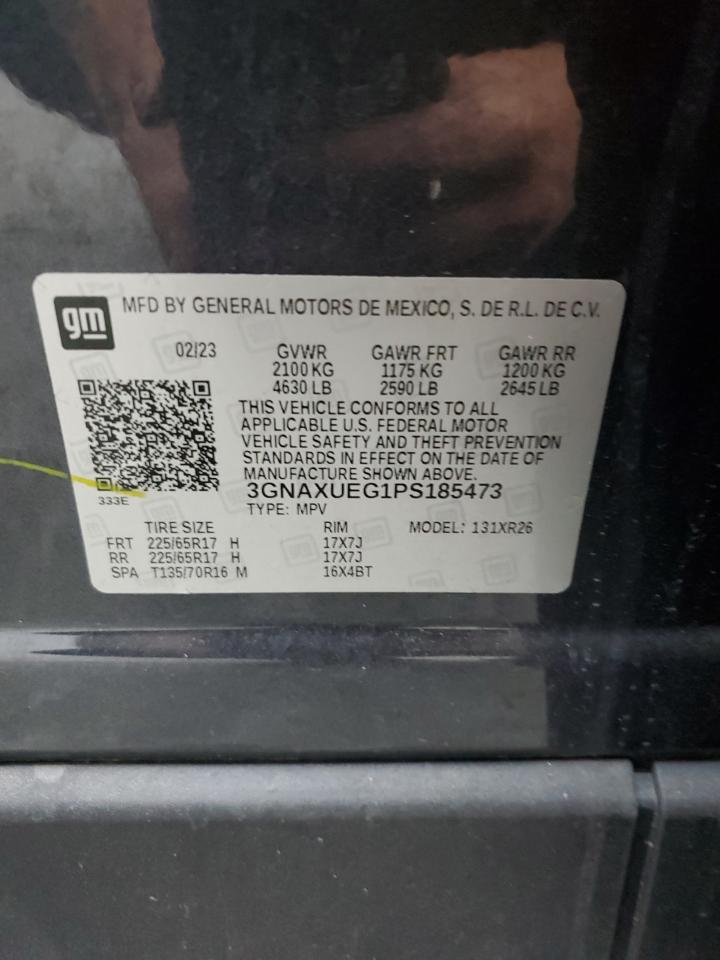 gm MFD BY GENERAL MOTORS DE MEXICO, S. DE R.L. DE C.V.
02/23 GVWR GAWR FRT GAWR RR
2100 KG 1175 KG 1200 KG
4630 LB 2590 LB 2645 LB
THIS VEHICLE CONFORMS TO ALL
APPLICABLE U.S. FEDERAL MOTOR
VEHICLE SAFETY AND THEFT PREVENTION
STANDARDS IN EFFECT ON THE DATE OF
MANUFACTURE SHOWN ABOVE.
333E 3GNAXUEG1PS185473
TYPE: MPV
TIRE SIZE RIM MODEL: 131XR26
FRT 225/65R17 H 17X7J
RR 225/65R17 H 17X7J
SPA T135/70R16 M 16X4BT